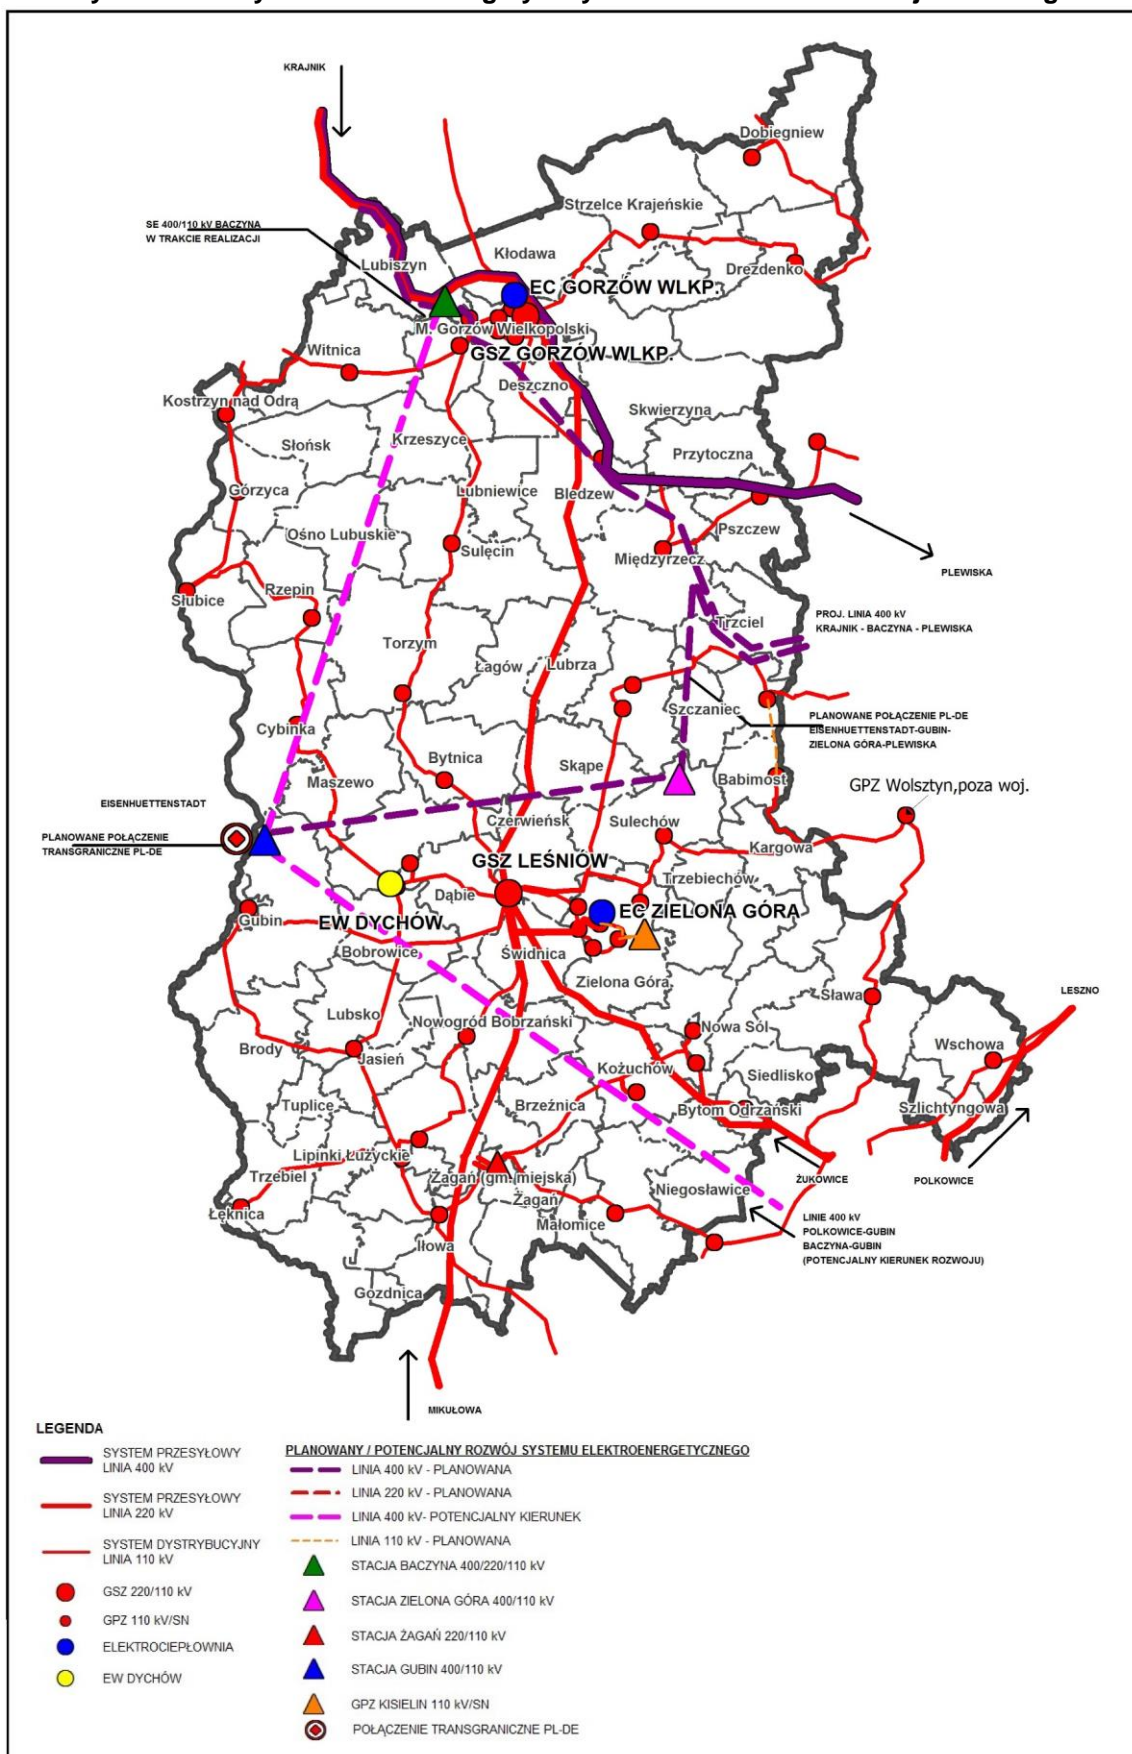 KRAJNIK
Dobiegniew
Strzelce Krajeńskie
SE 400/110 kV BACZYNA
W TRAKCIE REALIZACJI
Kłodawa
Lubiszyn
Drezdenko
EC GORZÓW WLKP.
M. Gorzów Wielkopolski
Witnica
GSZ GORZÓW WLKP.
Deszczno
Kostrzyn nad Odrą
Skwierzyna
Słońsk
Krzeszyce
Przytoczna
Górzyca
Lubniewice
Bledzew
Pszczew
Ośno Lubuskie
Sulęcin
Międzyrzecz
PLEWISKA
Rzepin
Słubice
PROJ. LINIA 400 kV
KRAJNIK - BACZYNA - PLEWISKA
Trzciel
Torzym
Łagów
Lubrza
Szczaniec
PLANOWANE POŁĄCZENIE PL-DE
EISENHUETTENSTADT-GUBIN-
ZIELONA GÓRA-PLEWISKA
Cybinka
Bytnica
Skąpe
Maszewo
Babimost
GPZ Wolsztyn,poza woj.
EISENHUETTENSTADT
Czerwieńsk
Sulechów
PLANOWANE POŁĄCZENIE
TRANSGRANICZNE PL-DE
Kargowa
GSZ LEŚNIÓW
Trzebiechów
Dąbie
EC ZIELONA GÓRA
Gubin
EW DYCHÓW
Bobrowice
Świdnica
Zielona Góra
LESZNO
Sława
Lubsko
Nowogród Bobrzański
Nowa Sól
Brody
Jasień
Wschowa
Kożuchów
Siedlisko
Tuplice
Brzeźnica
Bytom Odrzański
Szlichtyngowa
Lipinki Łużyckie
Trzebiel
Żagań (gm. miejska)
ŻUKOWICE
POLKOWICE
Niegosławice
Żagań
Łęknica
Małomice
LINIE 400 kV
POLKOWICE-GUBIN
BACZYNA-GUBIN
(POTENCJALNY KIERUNEK ROZWOJU)
Iłowa
Gozdnica
MIKUŁOWA
LEGENDA
SYSTEM PRZESYŁOWY
LINIA 400 kV
SYSTEM PRZESYŁOWY
LINIA 220 kV
SYSTEM DYSTRYBUCYJNY
LINIA 110 kV
GSZ 220/110 kV
GPZ 110 kV/SN
ELEKTROCIEPŁOWNIA
EW DYCHÓW
PLANOWANY / POTENCJALNY ROZWÓJ SYSTEMU ELEKTROENERGETYCZNEGO
LINIA 400 kV - PLANOWANA
LINIA 220 kV - PLANOWANA
LINIA 400 kV- POTENCJALNY KIERUNEK
LINIA 110 kV - PLANOWANA
STACJA BACZYNA 400/220/110 kV
STACJA ZIELONA GÓRA 400/110 kV
STACJA ŻAGAŃ 220/110 kV
STACJA GUBIN 400/110 kV
GPZ KISIELIN 110 kV/SN
POŁĄCZENIE TRANSGRANICZNE PL-DE